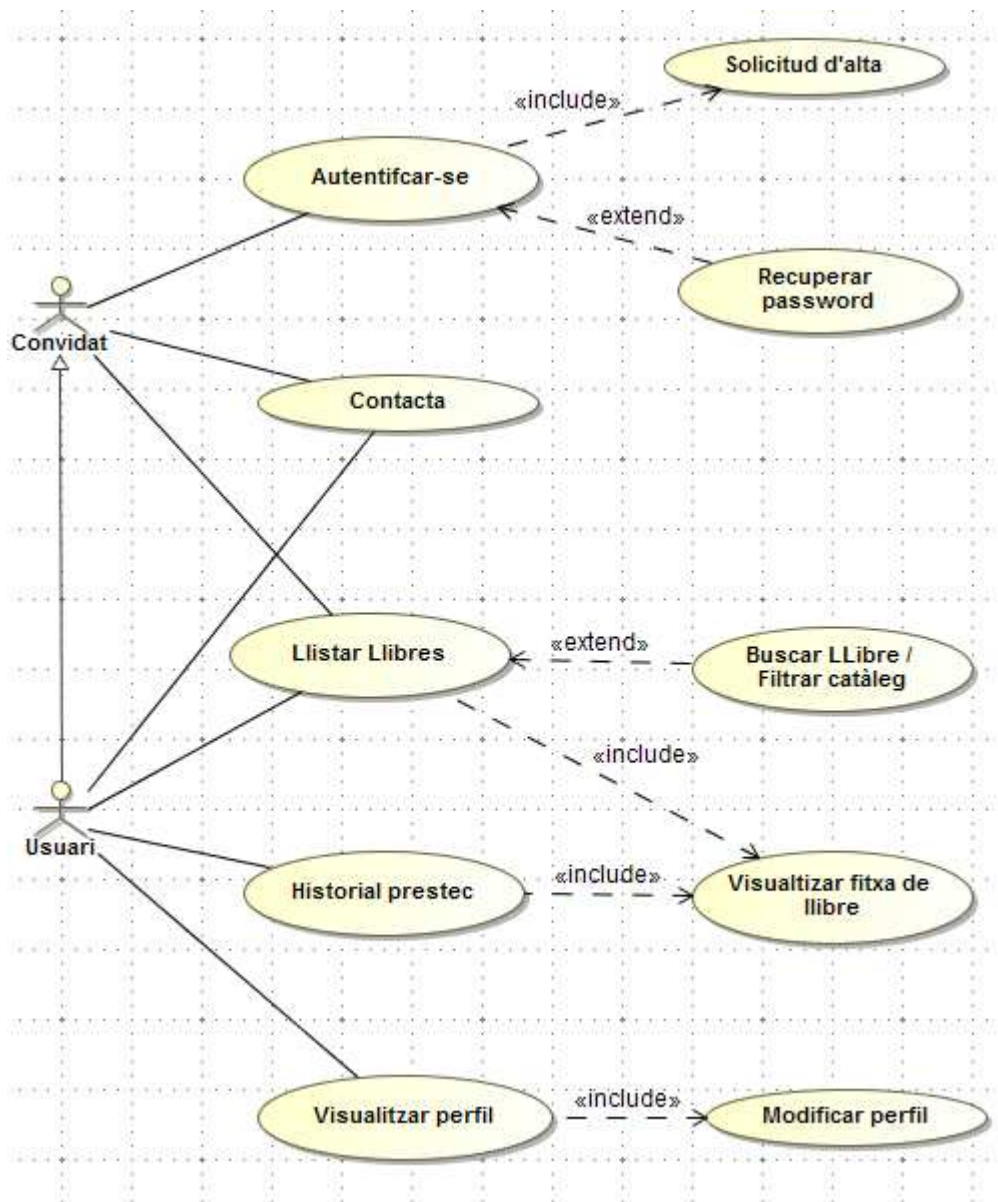 Solicitud d'alta
«include»
Autentifcar-se
«extend»
Recuperar
password
Convidat
Contacta
Llistar Llibres
«extend»
Buscar LLibre /
Filtrar catàleg
«include»
Usuari
Historial prestec
«include»
Visualtizar fitxa de
llibre
Visualitzar perfil
«include»
Modificar perfil